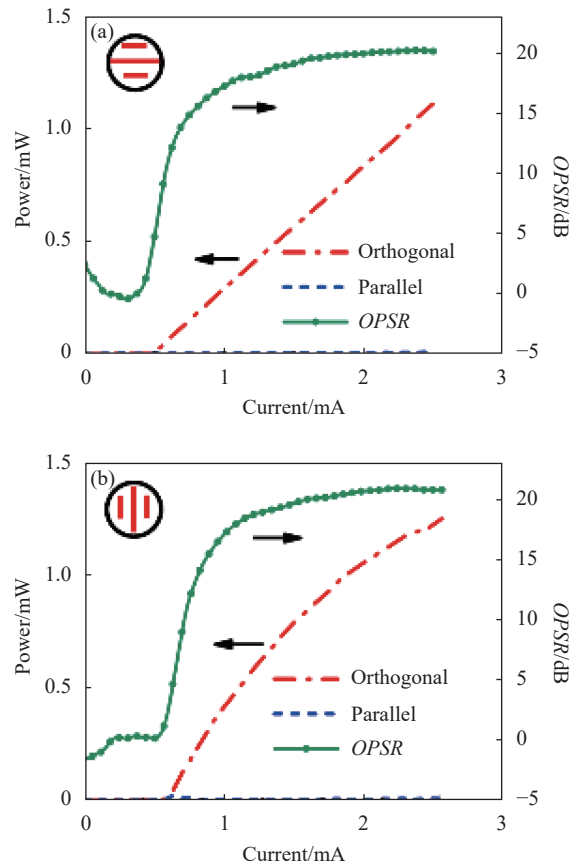 (a)
1.5
1.0
0.5
0
Power/mW
20
15
10
5
0
−5
OPSR/dB
Orthogonal
Parallel
OPSR
0 1 2 3
Current/mA
(b)
1.5
1.0
0.5
0
Power/mW
20
15
10
5
0
−5
OPSR/dB
Orthogonal
Parallel
OPSR
0 1 2 3
Current/mA